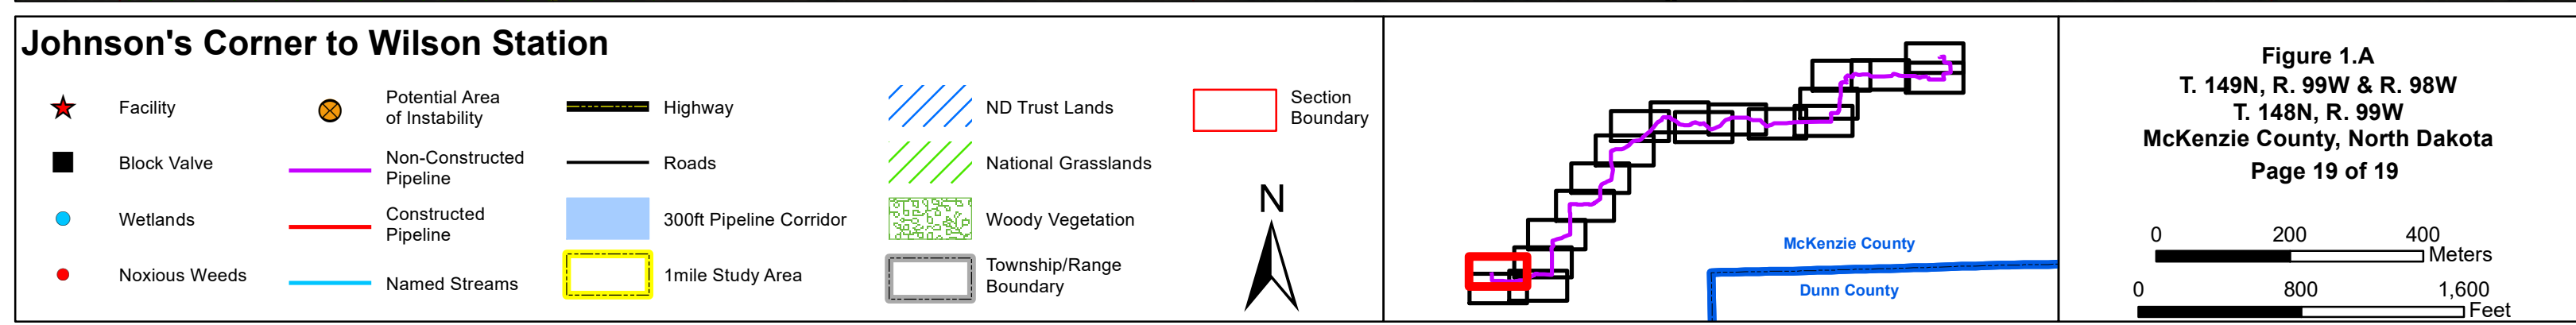 Johnson's Corner to Wilson Station
Facility
Block Valve
Wetlands
Noxious Weeds
Potential Area
of Instability
Non-Constructed
Pipeline
Constructed
Pipeline
Named Streams
Highway
Roads
300ft Pipeline Corridor
1mile Study Area
ND Trust Lands
National Grasslands
Woody Vegetation
Township/Range
Boundary
Section
Boundary
N
McKenzie County
Dunn County
Figure 1.A
T. 149N, R. 99W & R. 98W
T. 148N, R. 99W
McKenzie County, North Dakota
Page 19 of 19
0 200 400
Meters
0 800 1,600
Feet